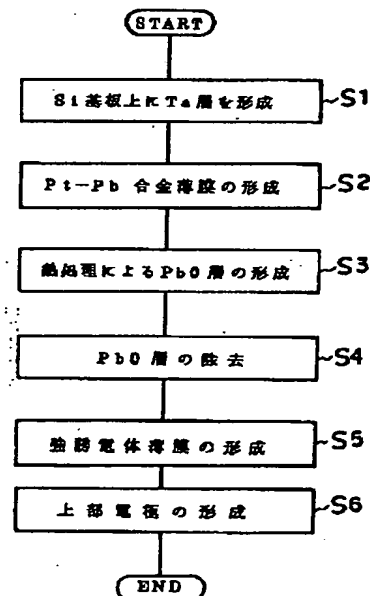 START
Si基板上にTa層を形成
S1
Pt-Pb 合金薄膜の形成
S2
熱処理によるPbO層の形成
S3
PbO層の除去
S4
強誘電体薄膜の形成
S5
上部電極の形成
S6
END